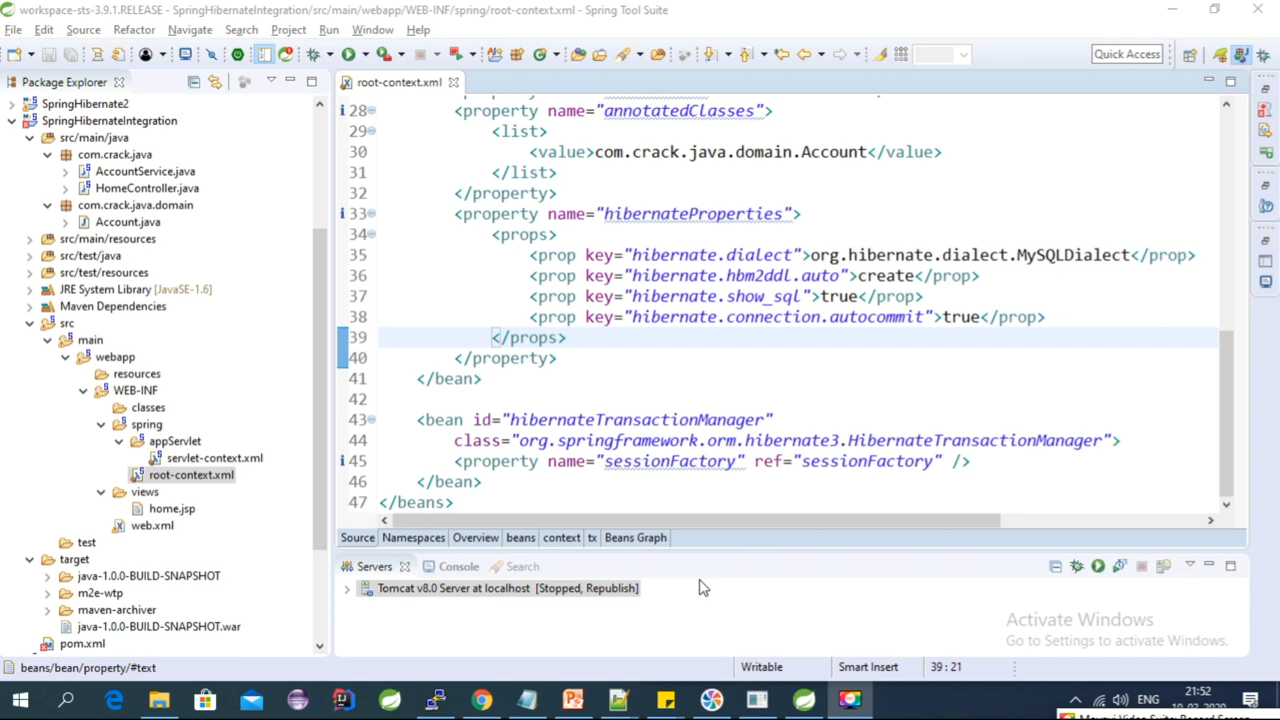 workspace-sts-3.9.1.RELEASE - SpringHibernateIntegration/src/main/webapp/WEB-INF/spring/root-context.xml - Spring Tool Suite
File Edit Source Refactor Navigate Search Project Run Window Help
Quick Access
Package Explorer
SpringHibernate2
SpringHibernateIntegration
src/main/java
com.crack.java
AccountService.java
HomeController.java
com.crack.java.domain
Account.java
src/main/resources
src/test/java
src/test/resources
JRE System Library [JavaSE-1.6]
Maven Dependencies
src
main
webapp
resources
WEB-INF
classes
spring
appServlet
servlet-context.xml
root-context.xml
views
home.jsp
web.xml
test
target
java-1.0.0-BUILD-SNAPSHOT
m2e-wtp
maven-archiver
java-1.0.0-BUILD-SNAPSHOT.war
pom.xml
root-context.xml
28 <property name="annotatedClasses">
29 <list>
30 <value>com.crack.java.domain.Account</value>
31 </list>
32 </property>
33 <property name="hibernateProperties">
34 <props>
35 <prop key="hibernate.dialect">org.hibernate.dialect.MySQLDialect</prop>
36 <prop key="hibernate.hbm2ddl.auto">create</prop>
37 <prop key="hibernate.show_sql">true</prop>
38 <prop key="hibernate.connection.autocommit">true</prop>
39 </props>
40 </property>
41 </bean>
42
43 <bean id="hibernateTransactionManager"
44 class="org.springframework.orm.hibernate3.HibernateTransactionManager">
45 <property name="sessionFactory" ref="sessionFactory" />
46 </bean>
47 </beans>
Source Namespaces Overview beans context tx Beans Graph
Servers Console Search
Tomcat v8.0 Server at localhost [Stopped, Republish]
Activate Windows
Go to Settings to activate Windows.
beans/bean/property/#text
Writable Smart Insert 39 : 21
ENG
21:52